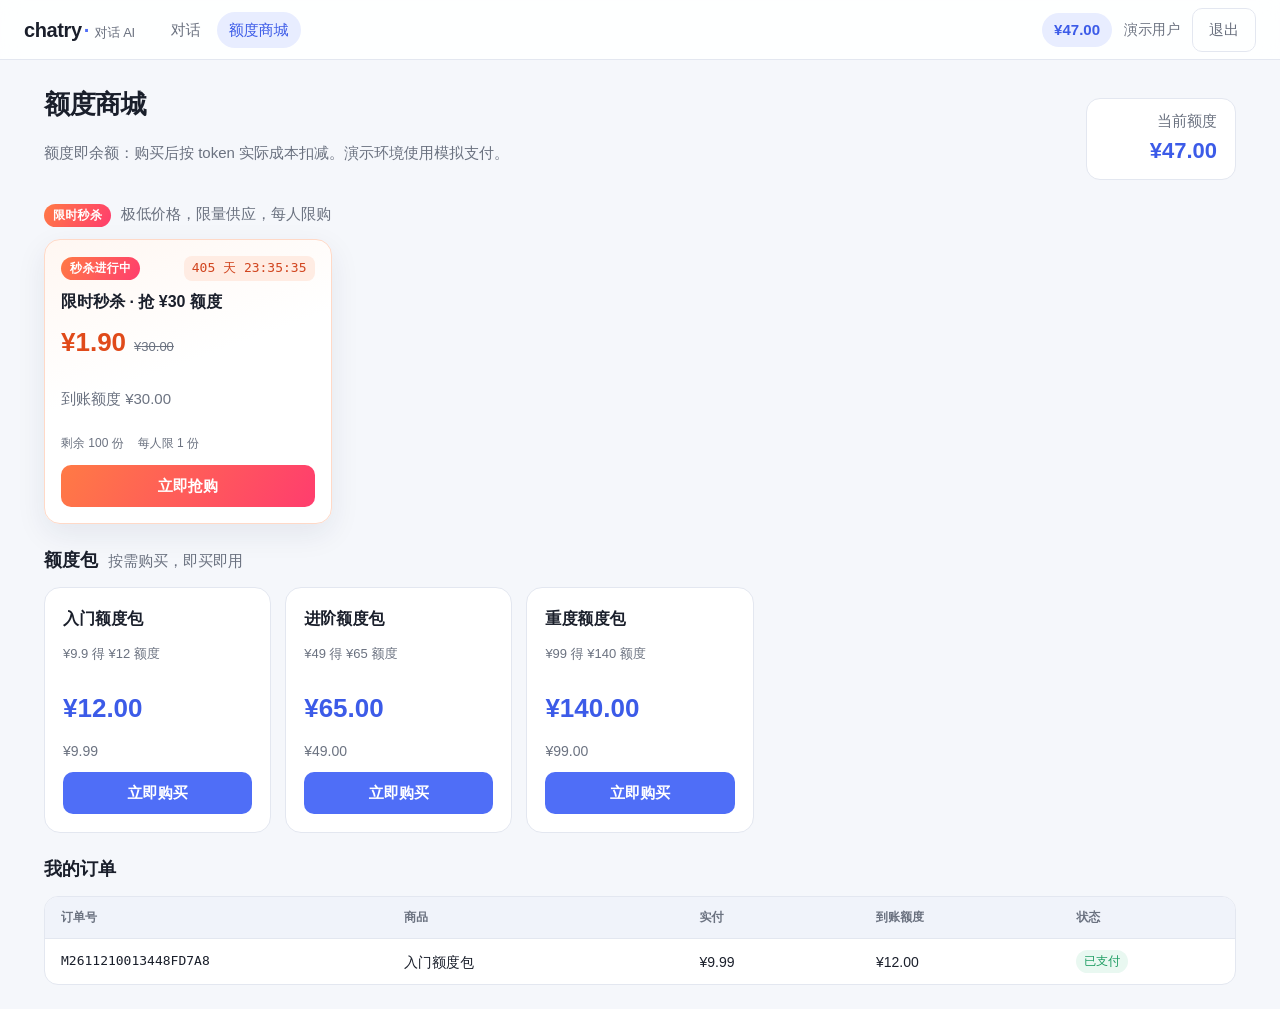 chatry· 对话 AI 对话 额度商城 ¥47.00 演示用户 退出
额度商城
额度即余额：购买后按 token 实际成本扣减。演示环境使用模拟支付。
当前额度
¥47.00
限时秒杀 极低价格，限量供应，每人限购
秒杀进行中 405 天 23:35:35
限时秒杀 · 抢 ¥30 额度
¥1.90 ¥30.00
到账额度 ¥30.00
剩余 100 份 每人限 1 份
立即抢购
额度包 按需购买，即买即用
入门额度包
¥9.9 得 ¥12 额度
¥12.00
¥9.99
立即购买
进阶额度包
¥49 得 ¥65 额度
¥65.00
¥49.00
立即购买
重度额度包
¥99 得 ¥140 额度
¥140.00
¥99.00
立即购买
我的订单
订单号 商品 实付 到账额度 状态
M2611210013448FD7A8 入门额度包 ¥9.99 ¥12.00 已支付